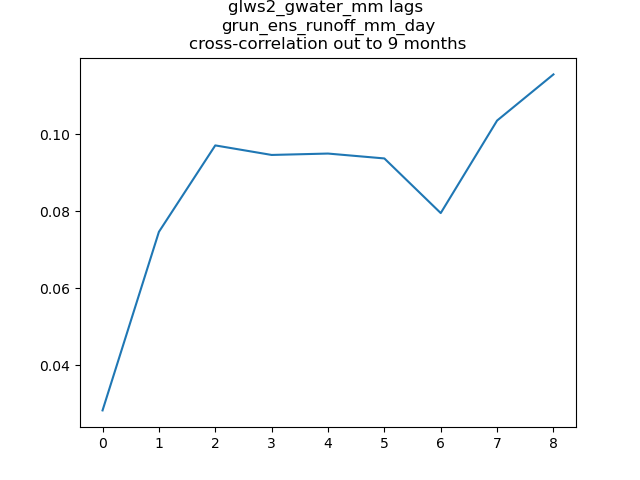 glws2_gwater_mm lags
grun_ens_runoff_mm_day
cross-correlation out to 9 months
0.10
0.08
0.06
0.04
0 1 2 3 4 5 6 7 8